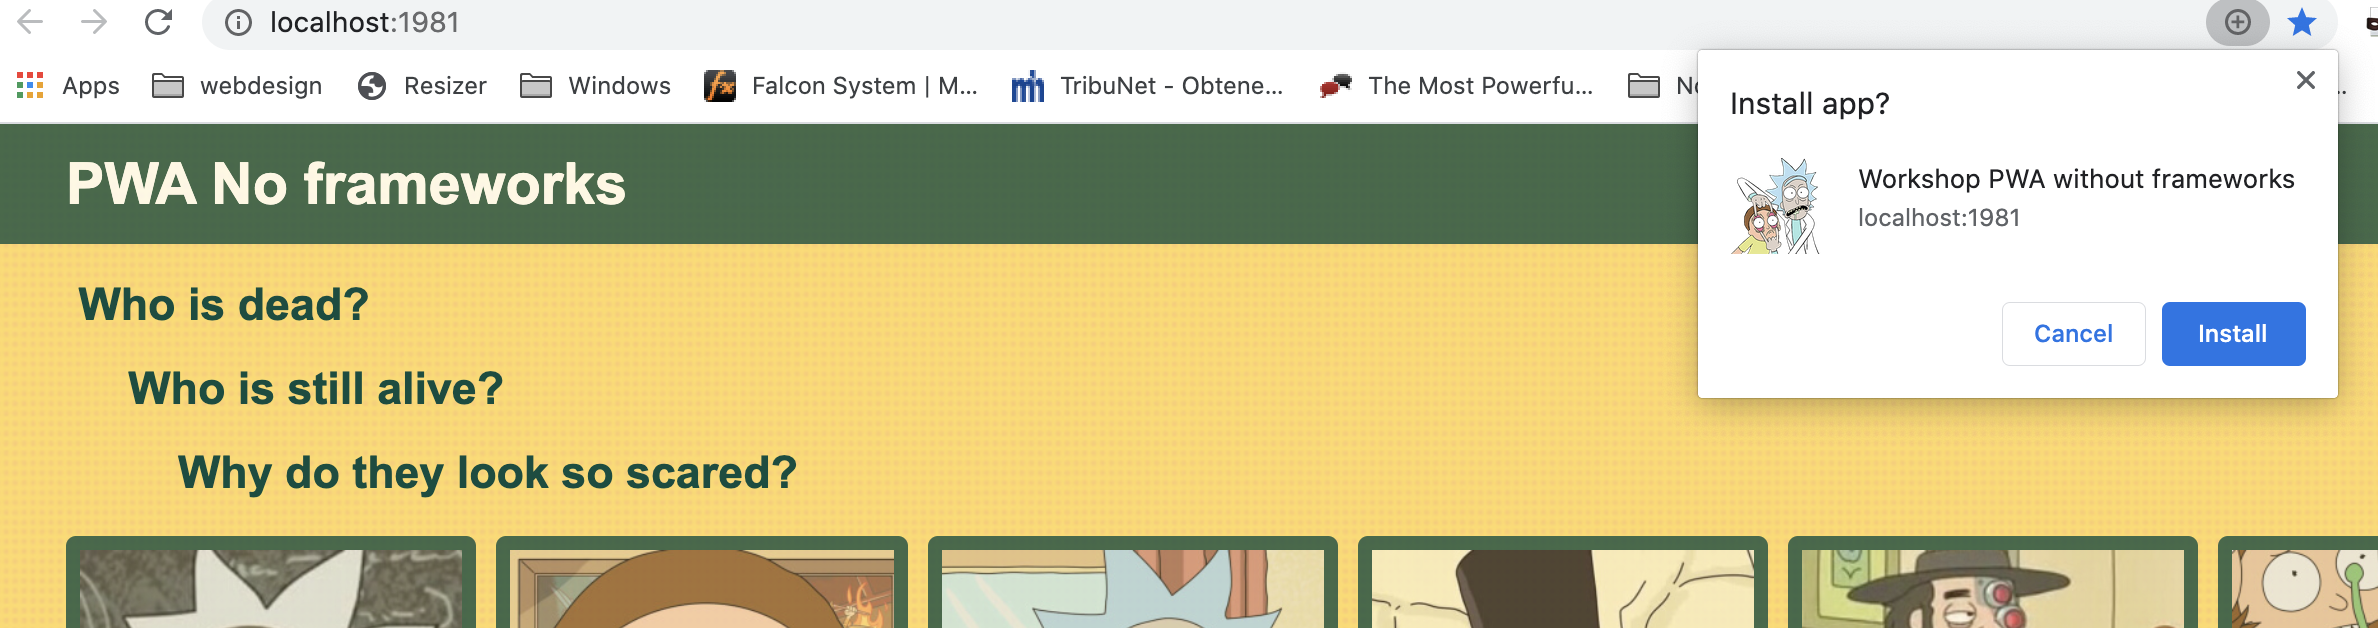 localhost:1981
Apps webdesign Resizer Windows Falcon System | M... TribuNet - Obtene... The Most Powerfu...
Install app?
Workshop PWA without frameworks
localhost:1981
Cancel Install
PWA No frameworks
Who is dead?
Who is still alive?
Why do they look so scared?